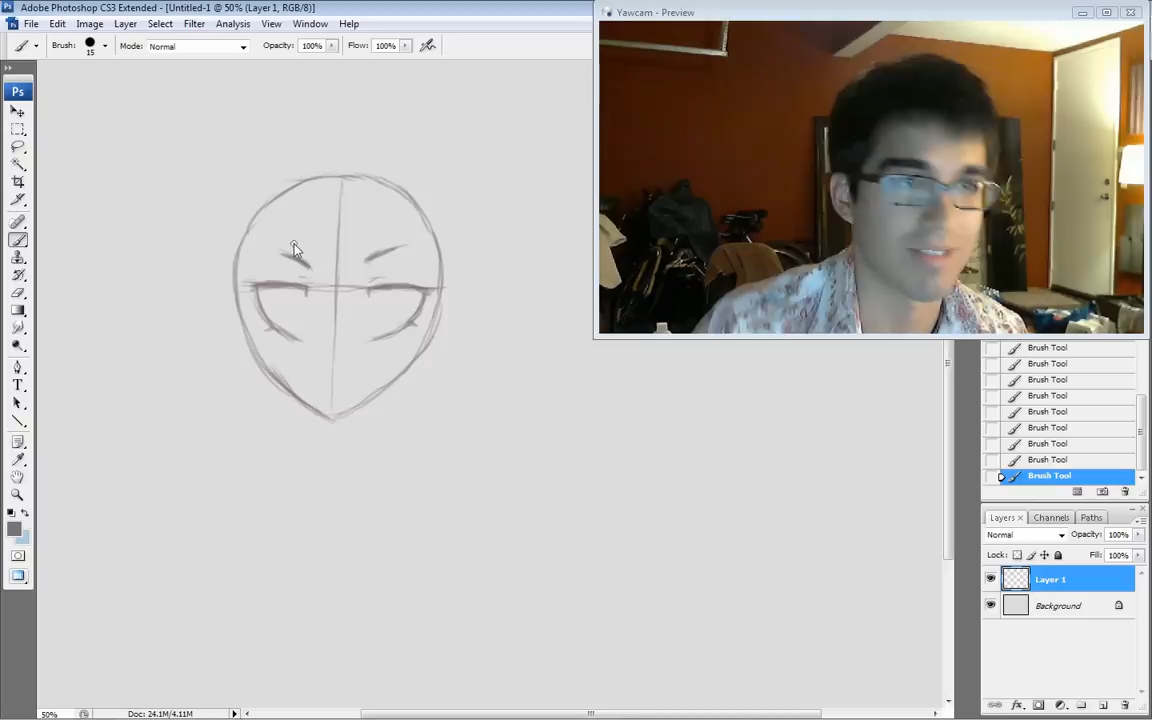 Adobe Photoshop CS3 Extended - [Untitled-1 @ 50% (Layer 1, RGB/8)]
Yawcam - Preview
File Edit Image Layer Select Filter Analysis View Window Help
Brush: 15 Mode: Normal Opacity: 100% Flow: 100%
Ps
T
Brush Tool
Brush Tool
Brush Tool
Brush Tool
Brush Tool
Brush Tool
Brush Tool
Brush Tool
Brush Tool
Layers Channels Paths
Normal Opacity: 100%
Lock: Fill: 100%
Layer 1
Background
50% Doc: 24.1M/4.11M